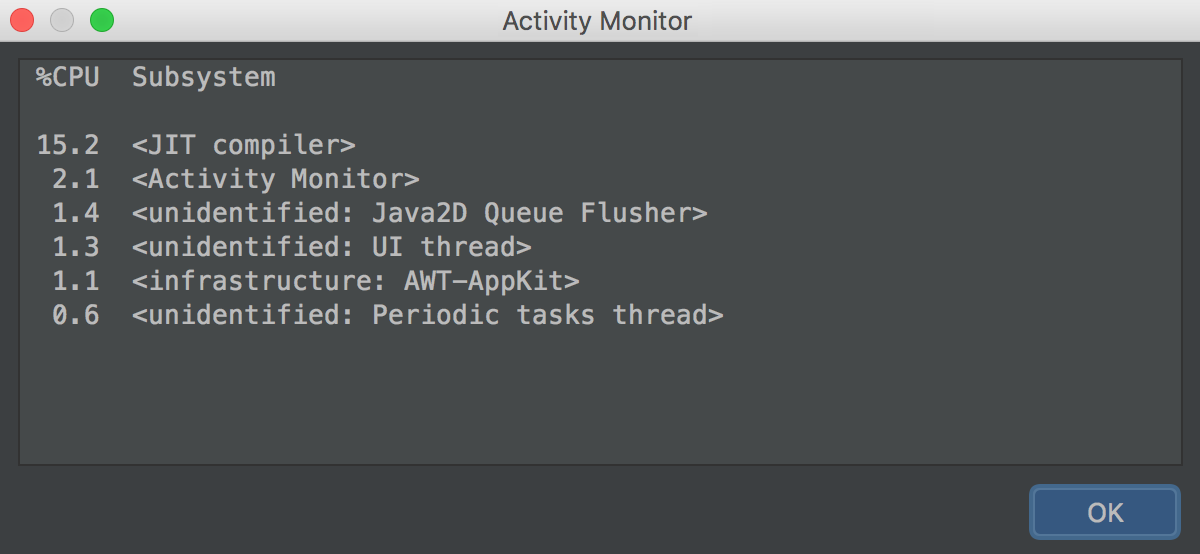 Activity Monitor
%CPU  Subsystem
15.2  <JIT compiler>
2.1  <Activity Monitor>
1.4  <unidentified: Java2D Queue Flusher>
1.3  <unidentified: UI thread>
1.1  <infrastructure: AWT-AppKit>
0.6  <unidentified: Periodic tasks thread>
OK